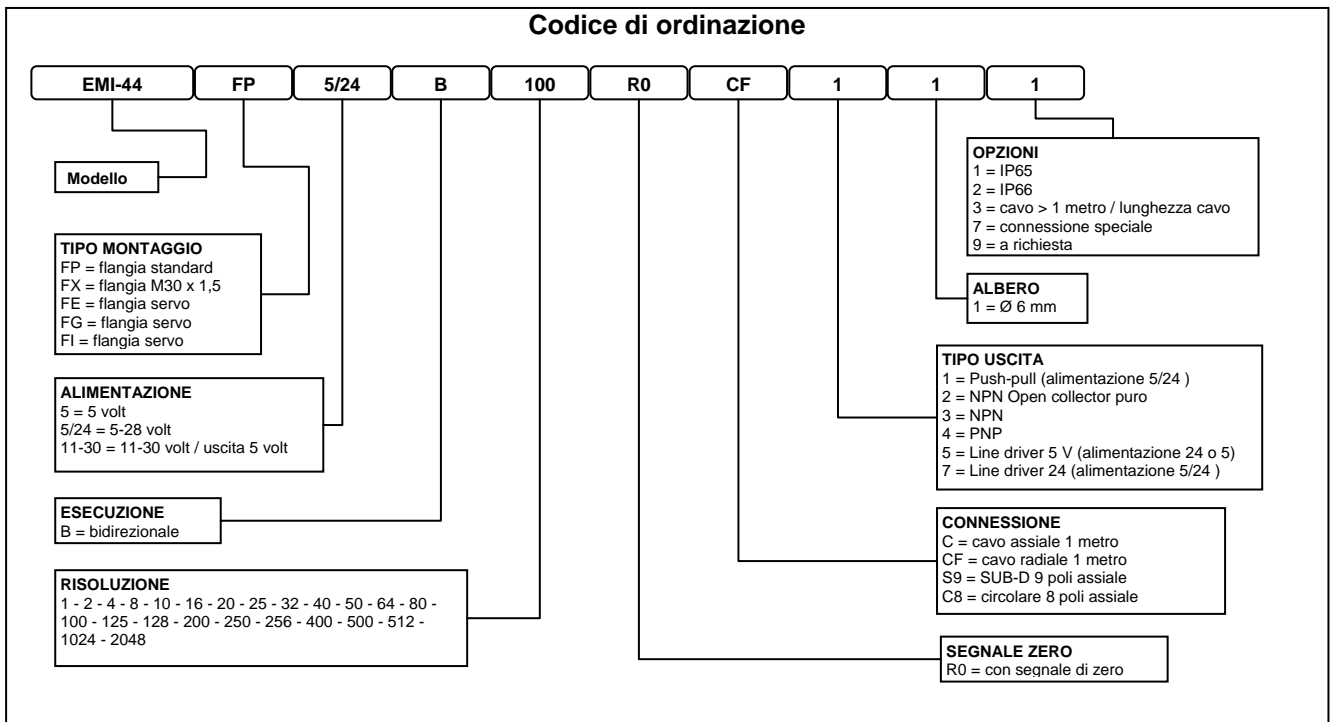 Codice di ordinazione
EMI-44 FP 5/24 B 100 R0 CF 1 1 1
Modello
TIPO MONTAGGIO
FP = flangia standard
FX = flangia M30 x 1,5
FE = flangia servo
FG = flangia servo
FI = flangia servo
ALIMENTAZIONE
5 = 5 volt
5/24 = 5-28 volt
11-30 = 11-30 volt / uscita 5 volt
ESECUZIONE
B = bidirezionale
RISOLUZIONE
1 - 2 - 4 - 8 - 10 - 16 - 20 - 25 - 32 - 40 - 50 - 64 - 80 -
100 - 125 - 128 - 200 - 250 - 256 - 400 - 500 - 512 -
1024 - 2048
OPZIONI
1 = IP65
2 = IP66
3 = cavo > 1 metro / lunghezza cavo
7 = connessione speciale
9 = a richiesta
ALBERO
1 = Ø 6 mm
TIPO USCITA
1 = Push-pull (alimentazione 5/24 )
2 = NPN Open collector puro
3 = NPN
4 = PNP
5 = Line driver 5 V (alimentazione 24 o 5)
7 = Line driver 24 (alimentazione 5/24 )
CONNESSIONE
C = cavo assiale 1 metro
CF = cavo radiale 1 metro
S9 = SUB-D 9 poli assiale
C8 = circolare 8 poli assiale
SEGNALE ZERO
R0 = con segnale di zero